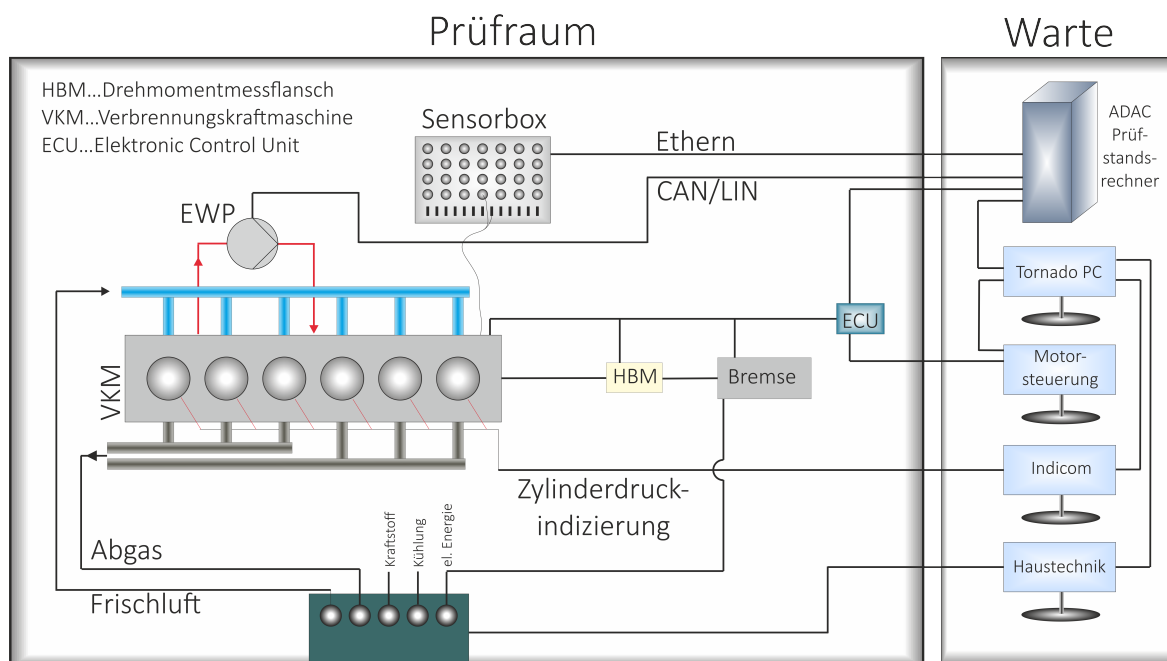 Prüfraum
Warte
HBM...Drehmomentmessflansch
VKM...Verbrennungskraftmaschine
ECU...Elektronic Control Unit
Sensorbox
Ethern
CAN/LIN
ADAC
Prüf-
stands-
rechner
EWP
Tornado PC
ECU
Motor-
steuerung
VKM
HBM
Bremse
Indicom
Zylinderdruck-
indizierung
Kraftstoff
Kühlung
el. Energie
Abgas
Frischluft
Haustechnik